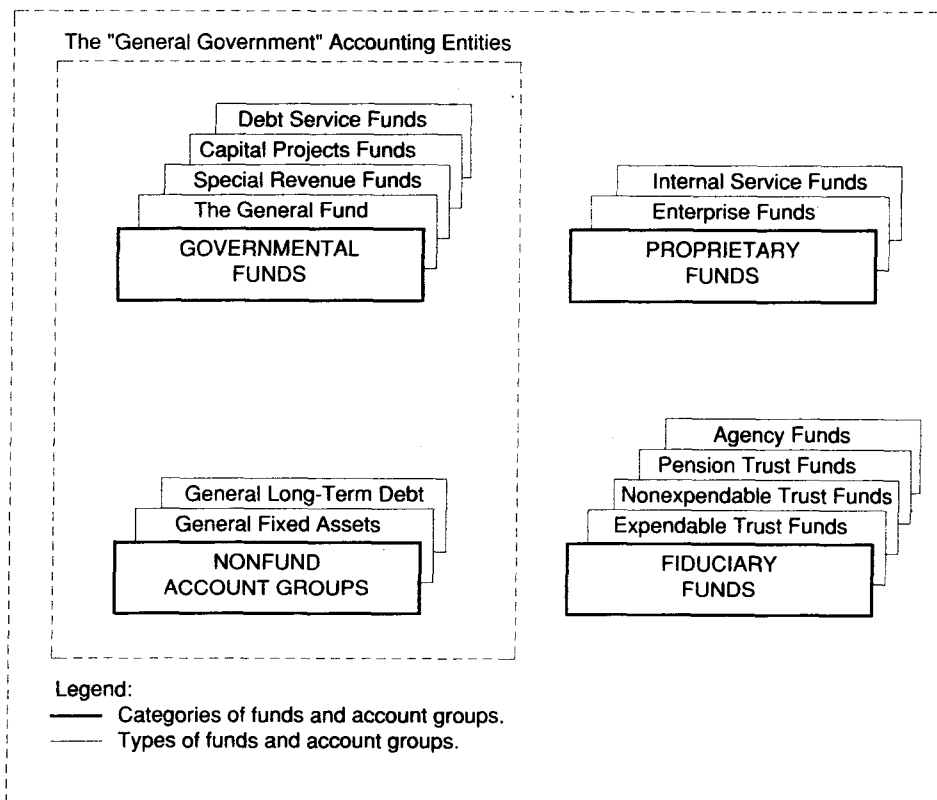 The "General Government" Accounting Entities
Debt Service Funds
Capital Projects Funds
Special Revenue Funds
The General Fund
GOVERNMENTAL
FUNDS
Internal Service Funds
Enterprise Funds
PROPRIETARY
FUNDS
General Long-Term Debt
General Fixed Assets
NONFUND
ACCOUNT GROUPS
Agency Funds
Pension Trust Funds
Nonexpendable Trust Funds
Expendable Trust Funds
FIDUCIARY
FUNDS
Legend:
Categories of funds and account groups.
Types of funds and account groups.